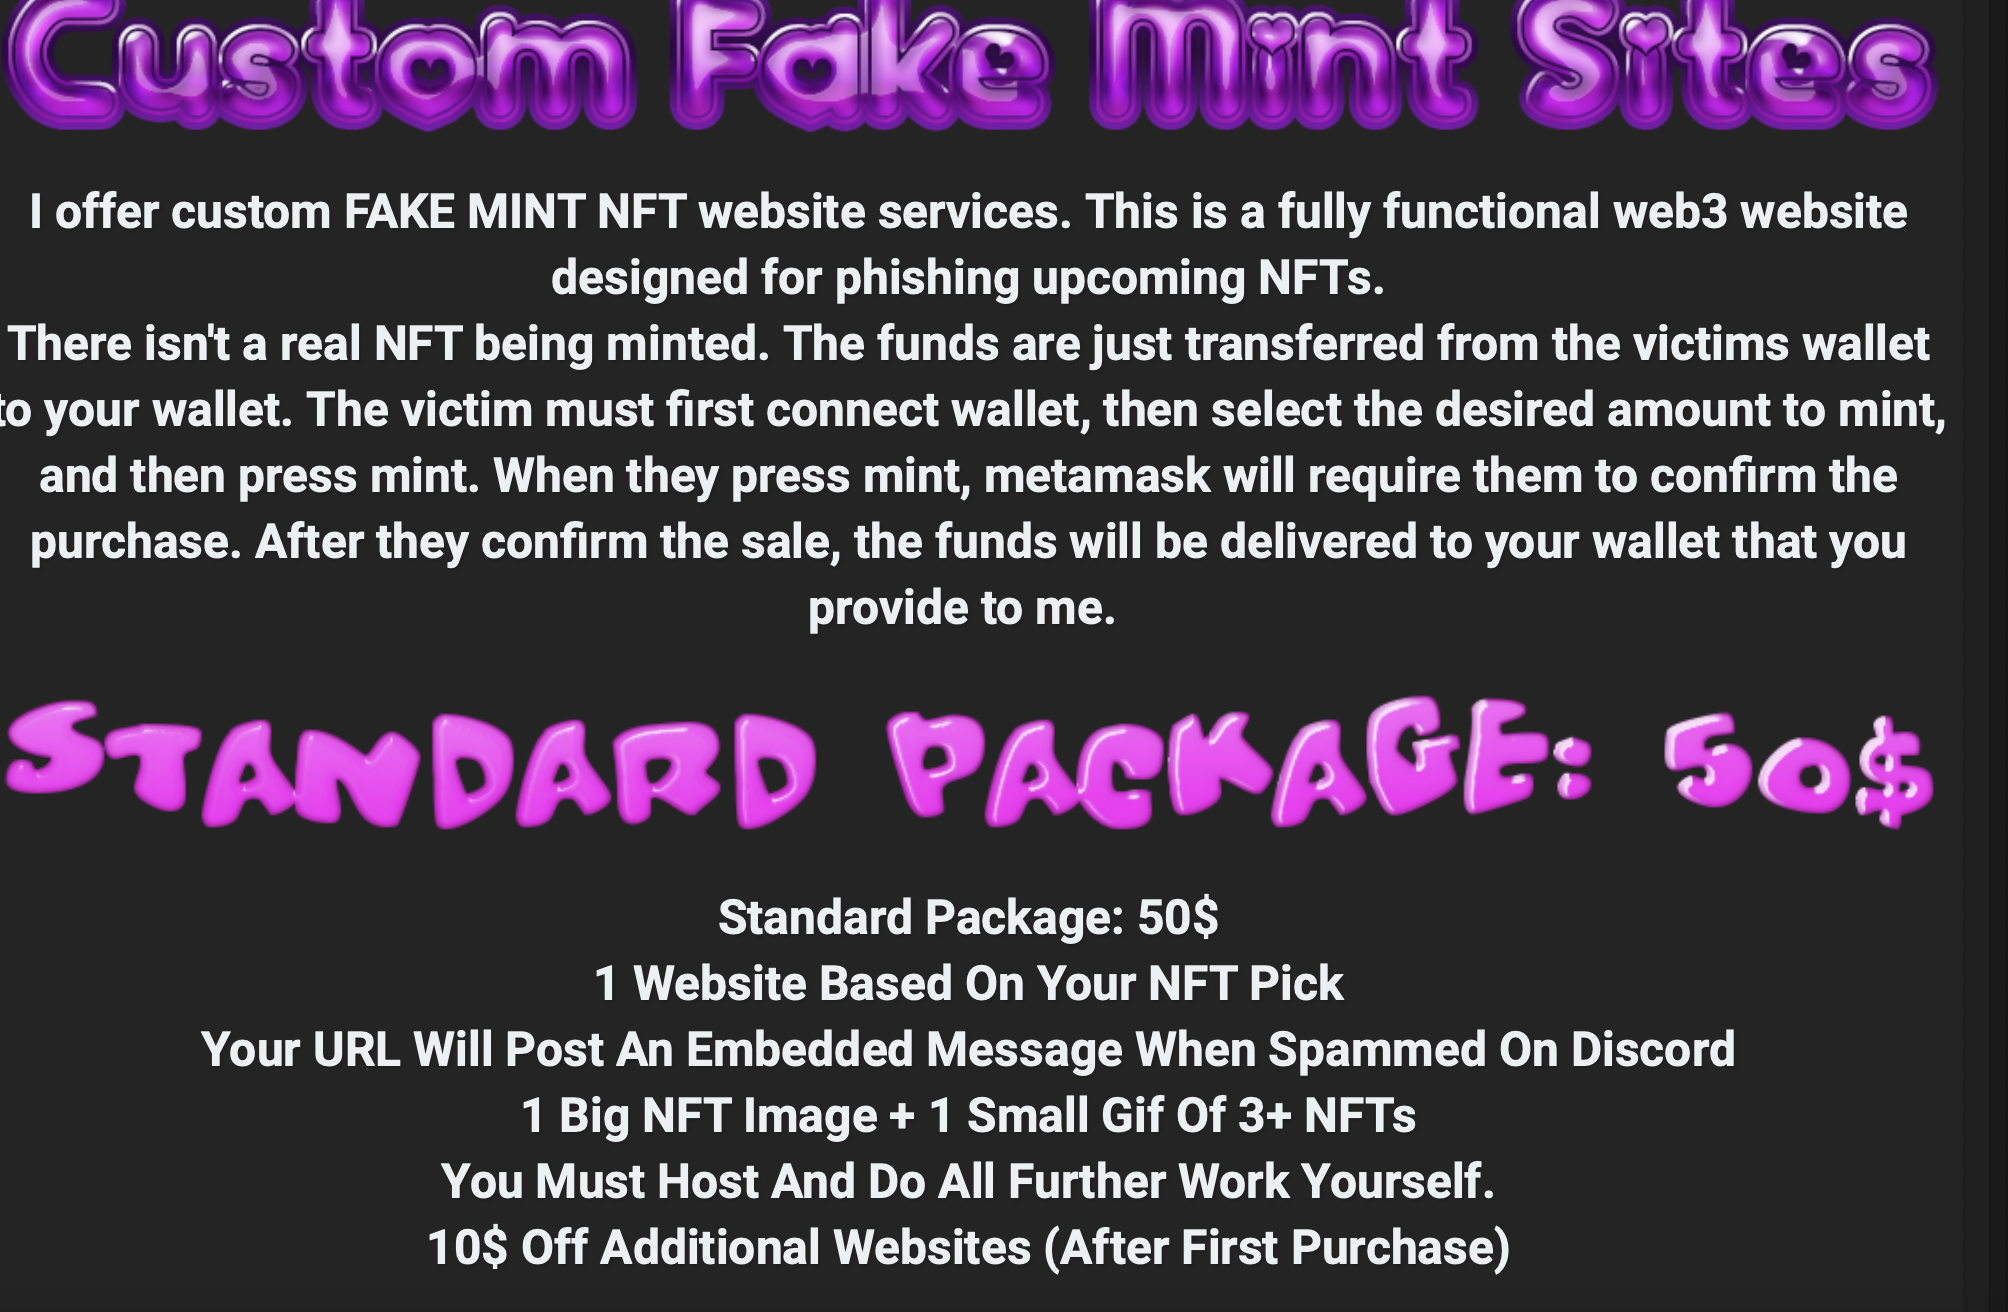 Custom Fake Mint Sites
I offer custom FAKE MINT NFT website services. This is a fully functional web3 website
designed for phishing upcoming NFTs.
There isn't a real NFT being minted. The funds are just transferred from the victims wallet
to your wallet. The victim must first connect wallet, then select the desired amount to mint,
and then press mint. When they press mint, metamask will require them to confirm the
purchase. After they confirm the sale, the funds will be delivered to your wallet that you
provide to me.
STANDARD PACKAGE: 50$
Standard Package: 50$
1 Website Based On Your NFT Pick
Your URL Will Post An Embedded Message When Spammed On Discord
1 Big NFT Image + 1 Small Gif Of 3+ NFTs
You Must Host And Do All Further Work Yourself.
10$ Off Additional Websites (After First Purchase)